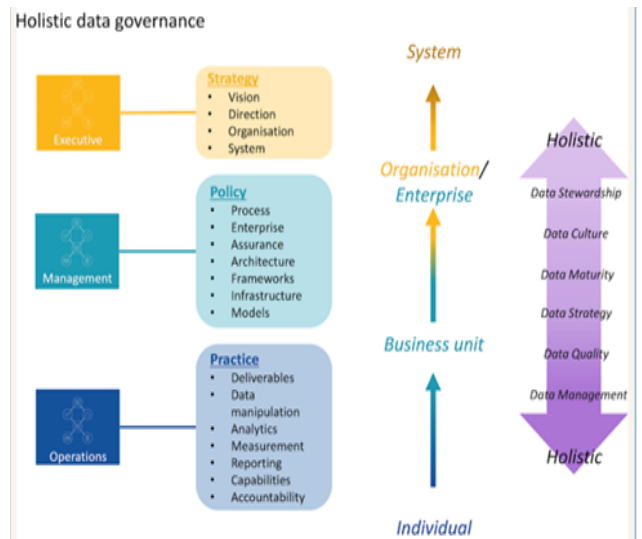 Holistic data governance
Executive
Strategy
• Vision
• Direction
• Organisation
• System
Management
Policy
• Process
• Enterprise
• Assurance
• Architecture
• Frameworks
• Infrastructure
• Models
Operations
Practice
• Deliverables
• Data
manipulation
• Analytics
• Measurement
• Reporting
• Capabilities
• Accountability
System
Organisation/
Enterprise
Business unit
Individual
Holistic
Data Stewardship
Data Culture
Data Maturity
Data Strategy
Data Quality
Data Management
Holistic